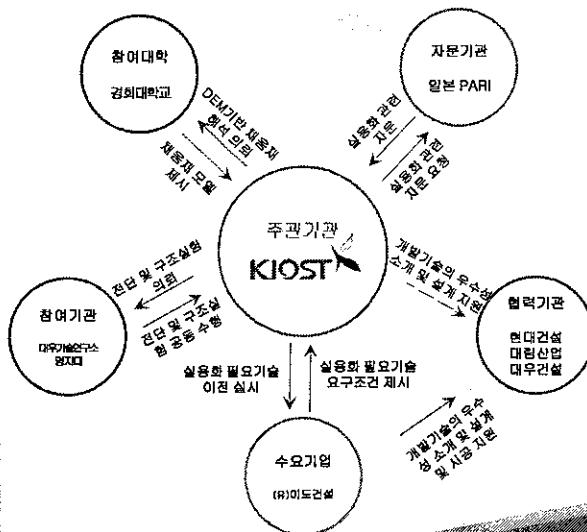 참여대학
경희대학교
자문기관
일본 PARI
DEM기반 채움재
해석 의뢰
채움재 모델
제시
실용화 관련
자문
실용화 관련
자문 요청
주관기관
KIOST
전단 및 구조실험
의뢰
전단 및 구조실
험 공동 수행
참여기관
대우기술연구소
명지대
개발기술의 우수성
소개 및 설계 지원
협력기관
현대건설
대림산업
대우건설
실용화 필요기술
이전 실시
실용화 필요기술
요구조건 제시
수요기업
이도건설
개발기술의 우수
성 소개 및 설계
및 시공 지원